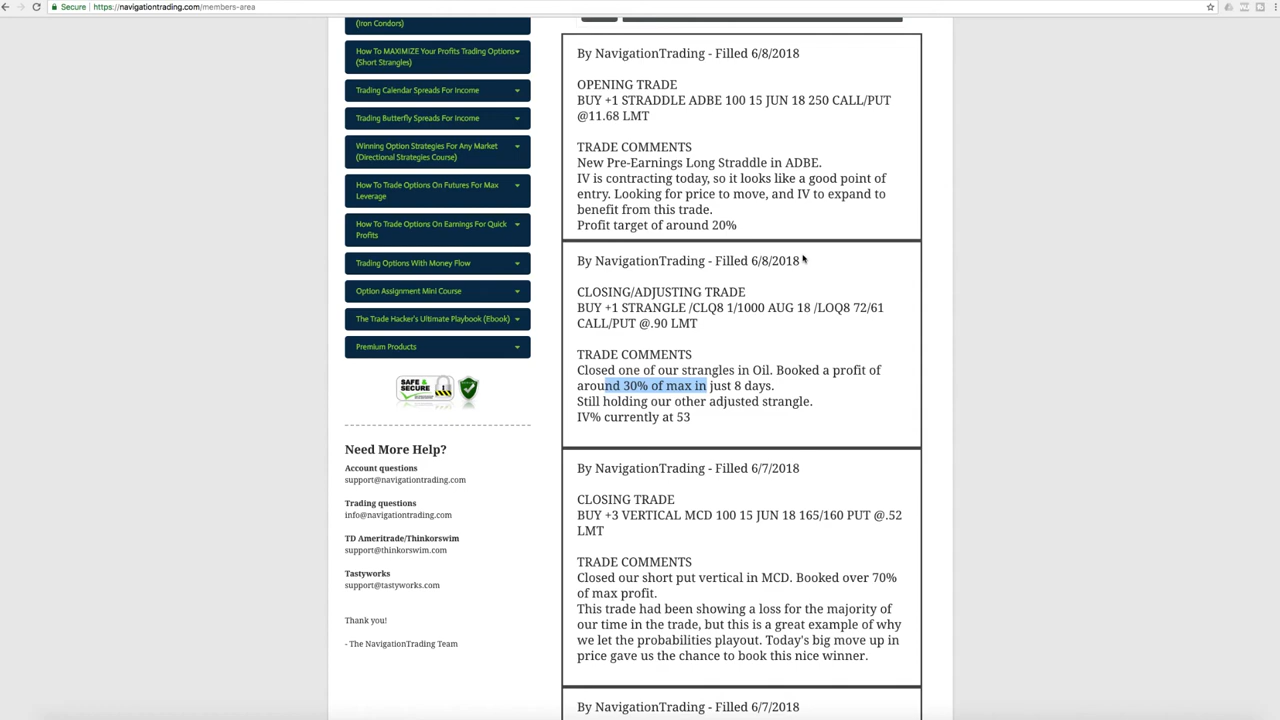 Secure
https://navigationtrading.com/members-area
(Iron Condors)
How To MAXIMIZE Your Profits Trading Options
(Short Strangles)
Trading Calendar Spreads For Income
Trading Butterfly Spreads For Income
Winning Option Strategies For Any Market
(Directional Strategies Course)
How To Trade Options On Futures For Max
Leverage
How To Trade Options On Earnings For Quick
Profits
Trading Options With Money Flow
Option Assignment Mini Course
The Trade Hacker's Ultimate Playbook (Ebook)
Premium Products
SAFE &
SECURE
Need More Help?
Account questions
support@navigationtrading.com
Trading questions
info@navigationtrading.com
TD Ameritrade/Thinkorswim
support@thinkorswim.com
Tastyworks
support@tastyworks.com
Thank you!
- The NavigationTrading Team
By NavigationTrading - Filled 6/8/2018
OPENING TRADE
BUY +1 STRADDLE ADBE 100 15 JUN 18 250 CALL/PUT
@11.68 LMT
TRADE COMMENTS
New Pre-Earnings Long Straddle in ADBE.
IV is contracting today, so it looks like a good point of
entry. Looking for price to move, and IV to expand to
benefit from this trade.
Profit target of around 20%
By NavigationTrading - Filled 6/8/2018
CLOSING/ADJUSTING TRADE
BUY +1 STRANGLE /CLQ8 1/1000 AUG 18 /LOQ8 72/61
CALL/PUT @.90 LMT
TRADE COMMENTS
Closed one of our strangles in Oil. Booked a profit of
around 30% of max in just 8 days.
Still holding our other adjusted strangle.
IV% currently at 53
By NavigationTrading - Filled 6/7/2018
CLOSING TRADE
BUY +3 VERTICAL MCD 100 15 JUN 18 165/160 PUT @.52
LMT
TRADE COMMENTS
Closed our short put vertical in MCD. Booked over 70%
of max profit.
This trade had been showing a loss for the majority of
our time in the trade, but this is a great example of why
we let the probabilities playout. Today's big move up in
price gave us the chance to book this nice winner.
By NavigationTrading - Filled 6/7/2018